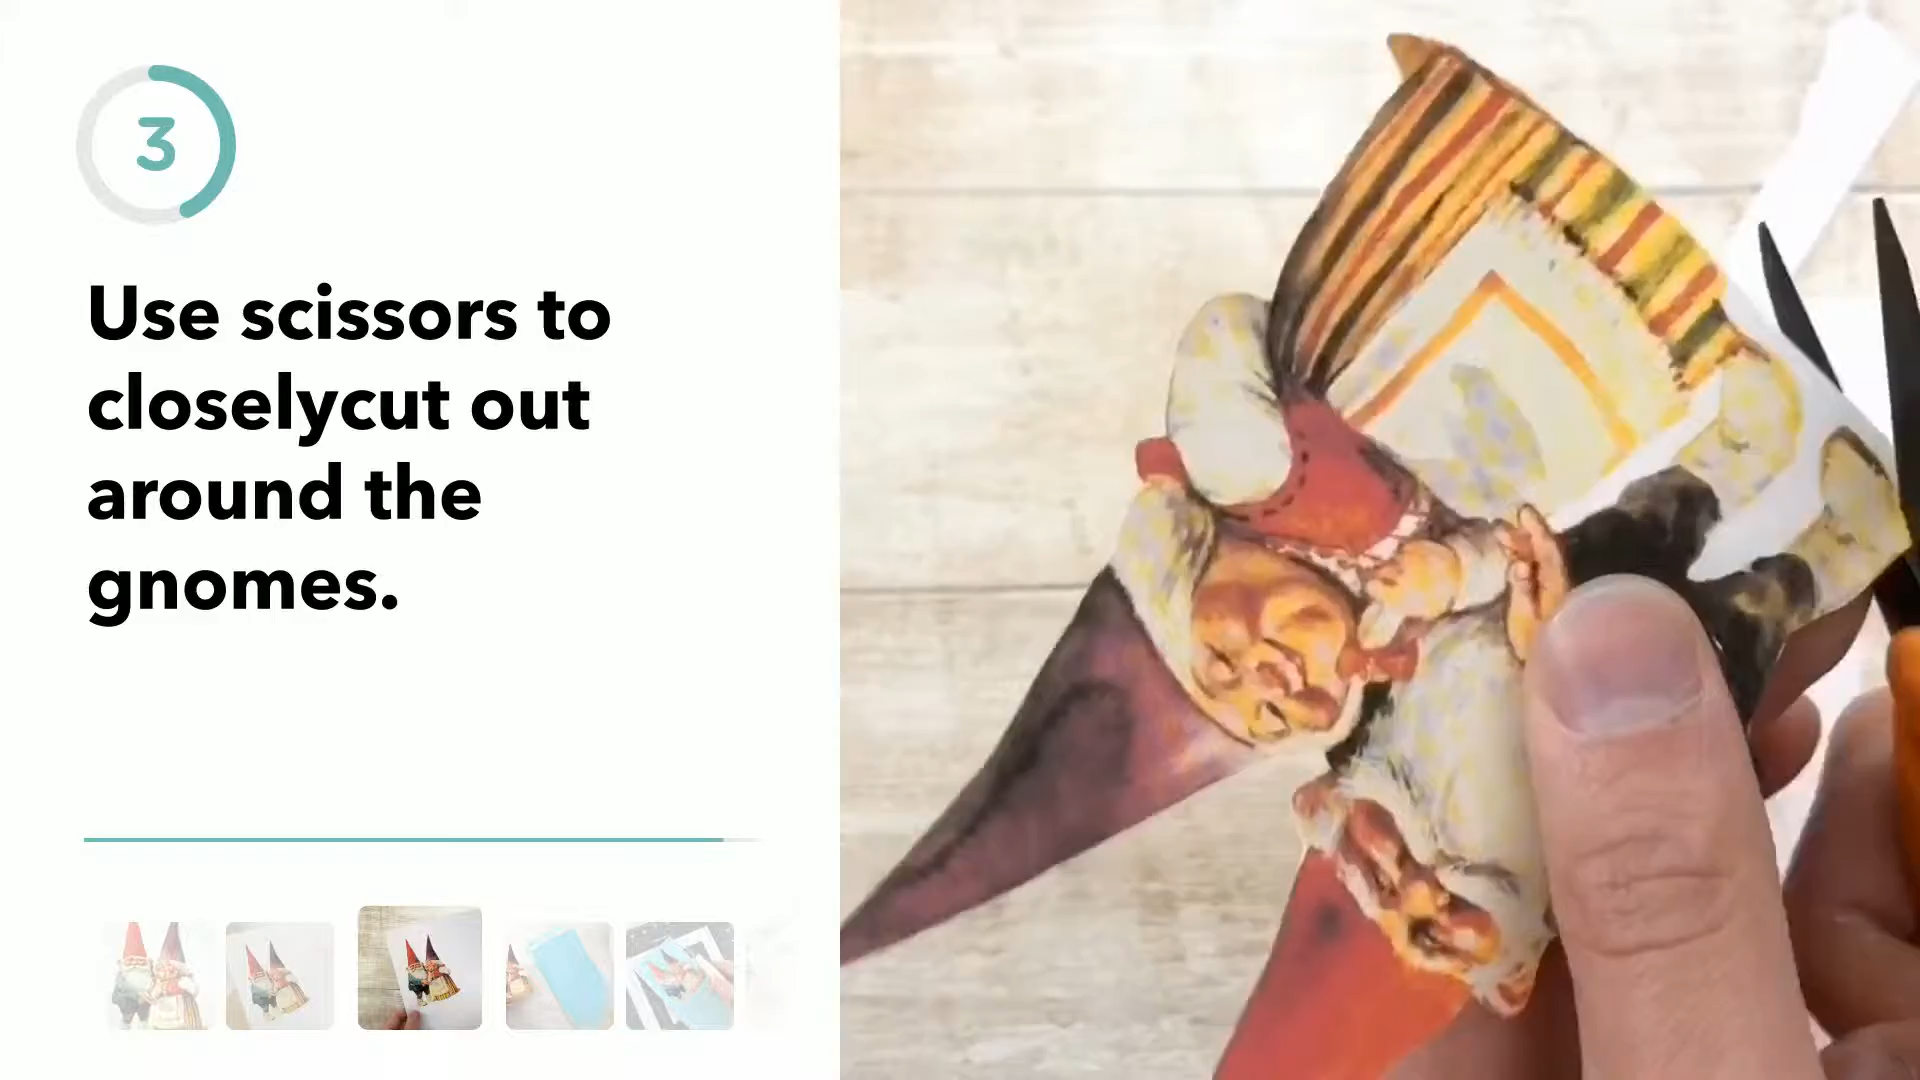 3
Use scissors to
closelycut out
around the
gnomes.